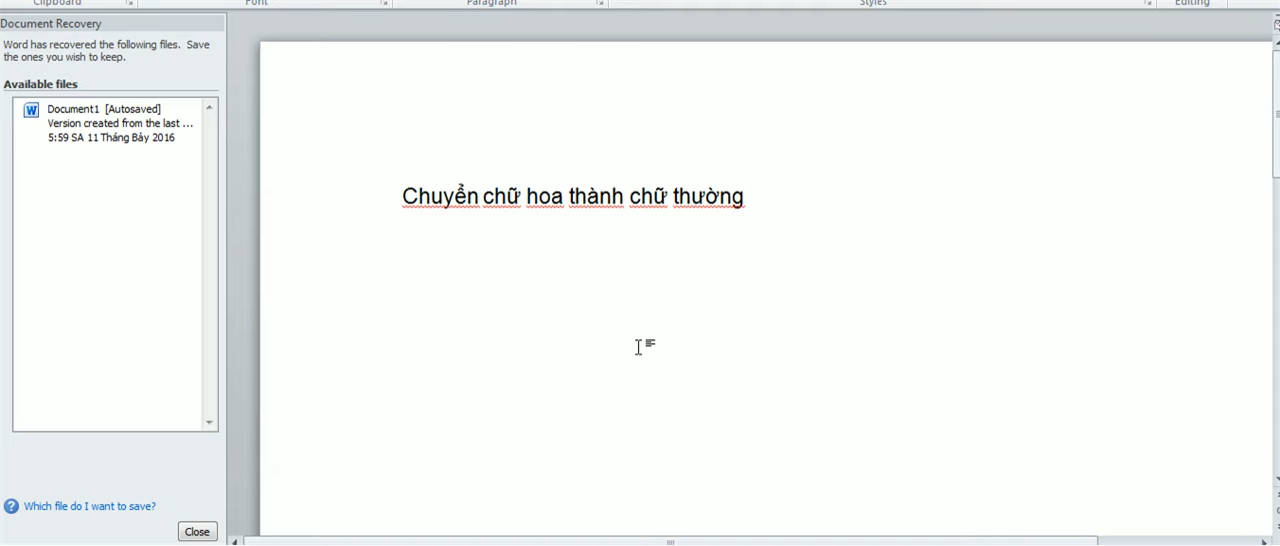 Clipboard Font Paragraph Styles Editing
Document Recovery
Word has recovered the following files. Save
the ones you wish to keep.
Available files
Document1 [Autosaved]
Version created from the last ...
5:59 SA 11 Tháng Bảy 2016
Chuyển chữ hoa thành chữ thường
Which file do I want to save?
Close